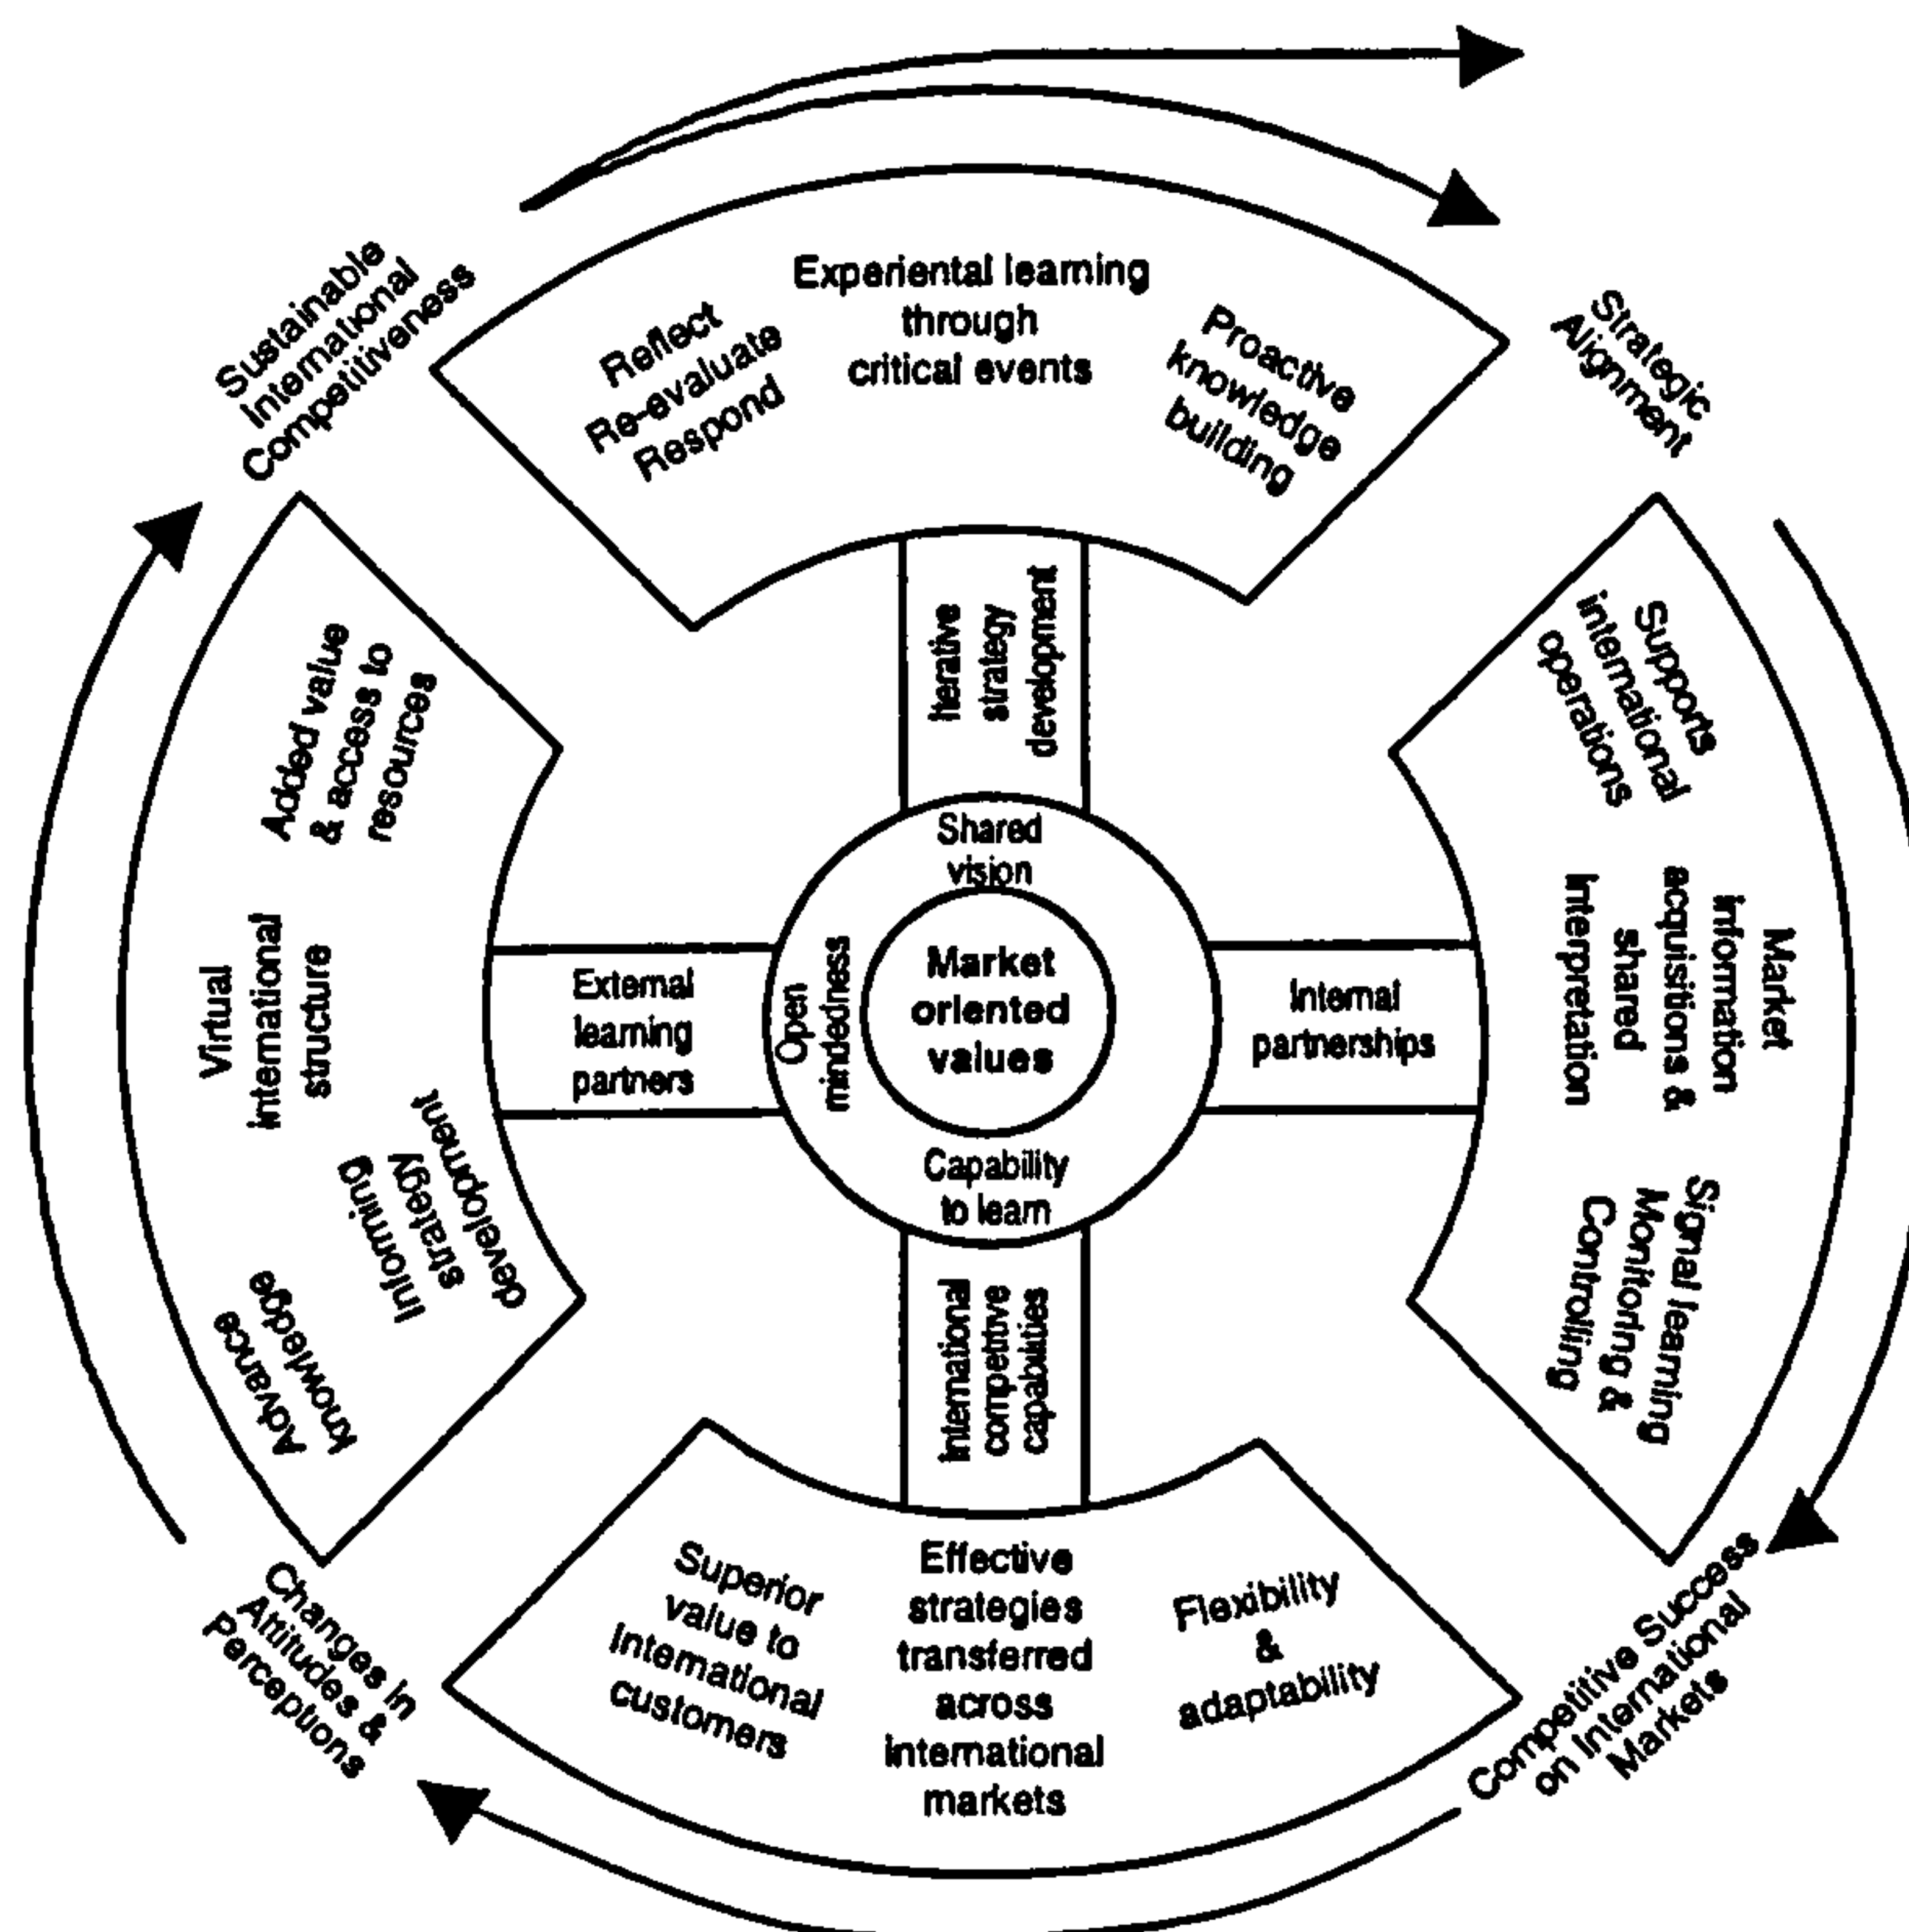 Sustainable
International
Competitiveness
Reflect
Re-evaluate
Respond
Experiental learning
through
critical events
Proactive
knowledge
building
Strategic
Alignment
Iterative
strategy
development
Supports
international
operations
Added value
& access to
resources
Shared
vision
Virtual
international
structure
External
learning
partners
Open
mindedness
Market
oriented
values
Internal
partnerships
Market
information
acquisitions &
shared
Interpretation
Capability
to learn
Informing
strategy
development
Advance
knowledge
Signal learning
Monitoring &
Controlling
International
competitive
capabilities
Changes in
Attitudes &
Perceptions
Superior
value to
International
customers
Effective
strategies
transferred
across
international
markets
Flexibility
&
adaptability
Competitive Success
on International
Markets